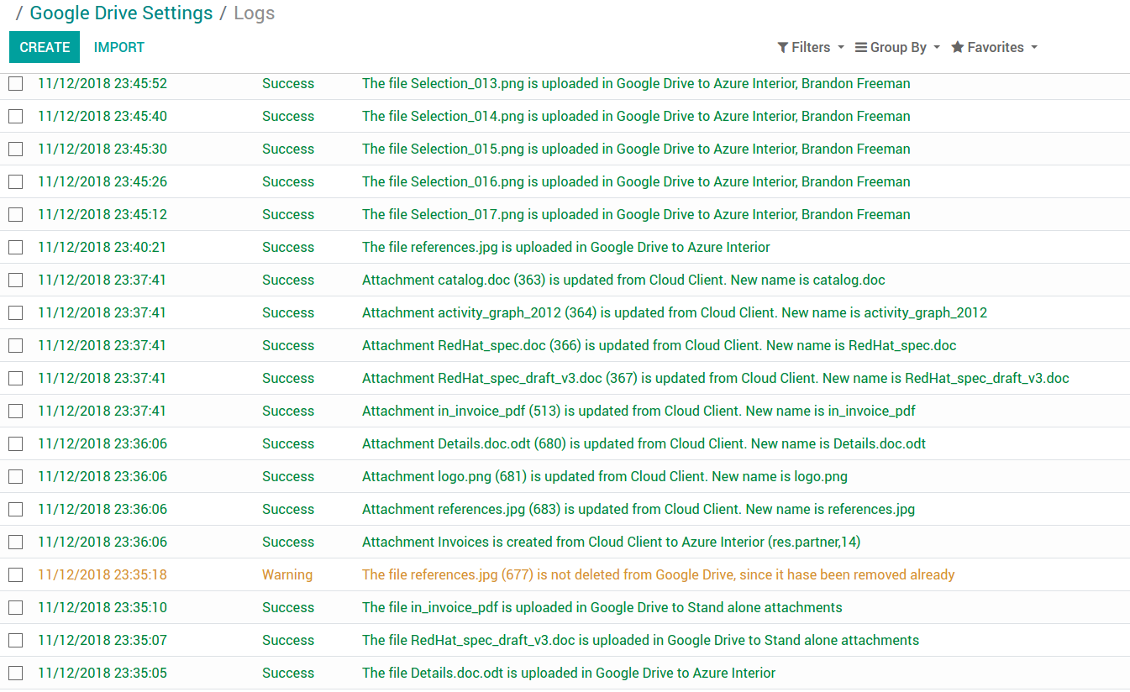 / Google Drive Settings / Logs
CREATE IMPORT Filters Group By Favorites
11/12/2018 23:45:52 Success The file Selection_013.png is uploaded in Google Drive to Azure Interior, Brandon Freeman
11/12/2018 23:45:40 Success The file Selection_014.png is uploaded in Google Drive to Azure Interior, Brandon Freeman
11/12/2018 23:45:30 Success The file Selection_015.png is uploaded in Google Drive to Azure Interior, Brandon Freeman
11/12/2018 23:45:26 Success The file Selection_016.png is uploaded in Google Drive to Azure Interior, Brandon Freeman
11/12/2018 23:45:12 Success The file Selection_017.png is uploaded in Google Drive to Azure Interior, Brandon Freeman
11/12/2018 23:40:21 Success The file references.jpg is uploaded in Google Drive to Azure Interior
11/12/2018 23:37:41 Success Attachment catalog.doc (363) is updated from Cloud Client. New name is catalog.doc
11/12/2018 23:37:41 Success Attachment activity_graph_2012 (364) is updated from Cloud Client. New name is activity_graph_2012
11/12/2018 23:37:41 Success Attachment RedHat_spec.doc (366) is updated from Cloud Client. New name is RedHat_spec.doc
11/12/2018 23:37:41 Success Attachment RedHat_spec_draft_v3.doc (367) is updated from Cloud Client. New name is RedHat_spec_draft_v3.doc
11/12/2018 23:37:41 Success Attachment in_invoice_pdf (513) is updated from Cloud Client. New name is in_invoice_pdf
11/12/2018 23:36:06 Success Attachment Details.doc.odt (680) is updated from Cloud Client. New name is Details.doc.odt
11/12/2018 23:36:06 Success Attachment logo.png (681) is updated from Cloud Client. New name is logo.png
11/12/2018 23:36:06 Success Attachment references.jpg (683) is updated from Cloud Client. New name is references.jpg
11/12/2018 23:36:06 Success Attachment Invoices is created from Cloud Client to Azure Interior (res.partner,14)
11/12/2018 23:35:18 Warning The file references.jpg (677) is not deleted from Google Drive, since it hase been removed already
11/12/2018 23:35:10 Success The file in_invoice_pdf is uploaded in Google Drive to Stand alone attachments
11/12/2018 23:35:07 Success The file RedHat_spec_draft_v3.doc is uploaded in Google Drive to Stand alone attachments
11/12/2018 23:35:05 Success The file Details.doc.odt is uploaded in Google Drive to Azure Interior